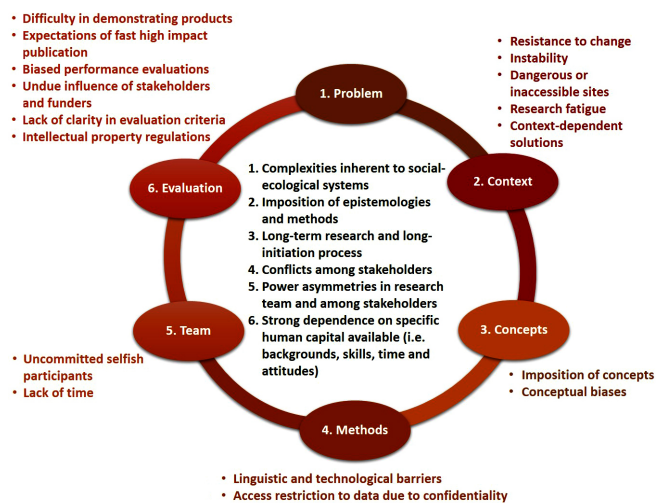 • Difficulty in demonstrating products
• Expectations of fast high impact
publication
• Biased performance evaluations
• Undue influence of stakeholders
and funders
• Lack of clarity in evaluation criteria
• Intellectual property regulations
1. Problem
• Resistance to change
• Instability
• Dangerous or
inaccessible sites
• Research fatigue
• Context-dependent
solutions
2. Context
6. Evaluation
1. Complexities inherent to social-
ecological systems
2. Imposition of epistemologies
and methods
3. Long-term research and long-
initiation process
4. Conflicts among stakeholders
5. Power asymmetries in research
team and among stakeholders
6. Strong dependence on specific
human capital available (i.e.
backgrounds, skills, time and
attitudes)
5. Team
• Uncommitted selfish
participants
• Lack of time
3. Concepts
• Imposition of concepts
• Conceptual biases
4. Methods
• Linguistic and technological barriers
• Access restriction to data due to confidentiality